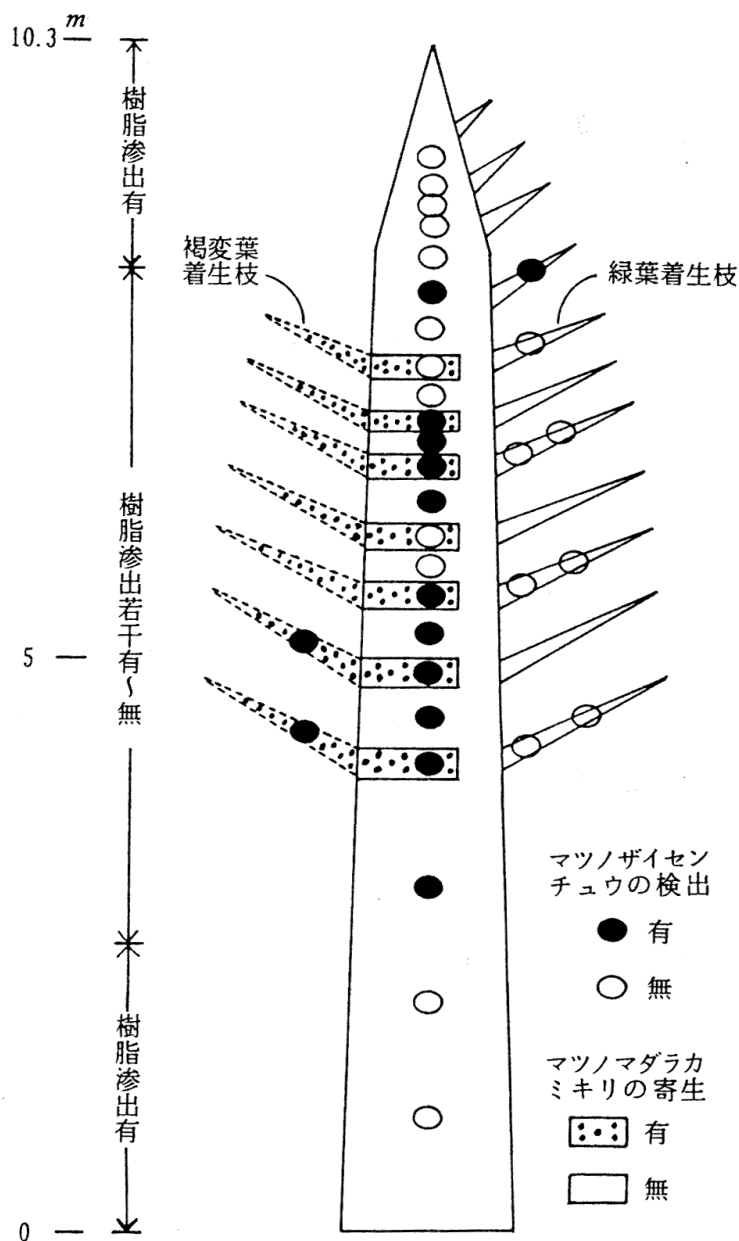 10.3 m
樹脂滲出有
褐変葉
着生枝
緑葉着生枝
樹脂滲出若干有～無
5
マツノザイセン
チュウの検出
有
無
樹脂滲出有
マツノマダラカ
ミキリの寄生
有
無
0